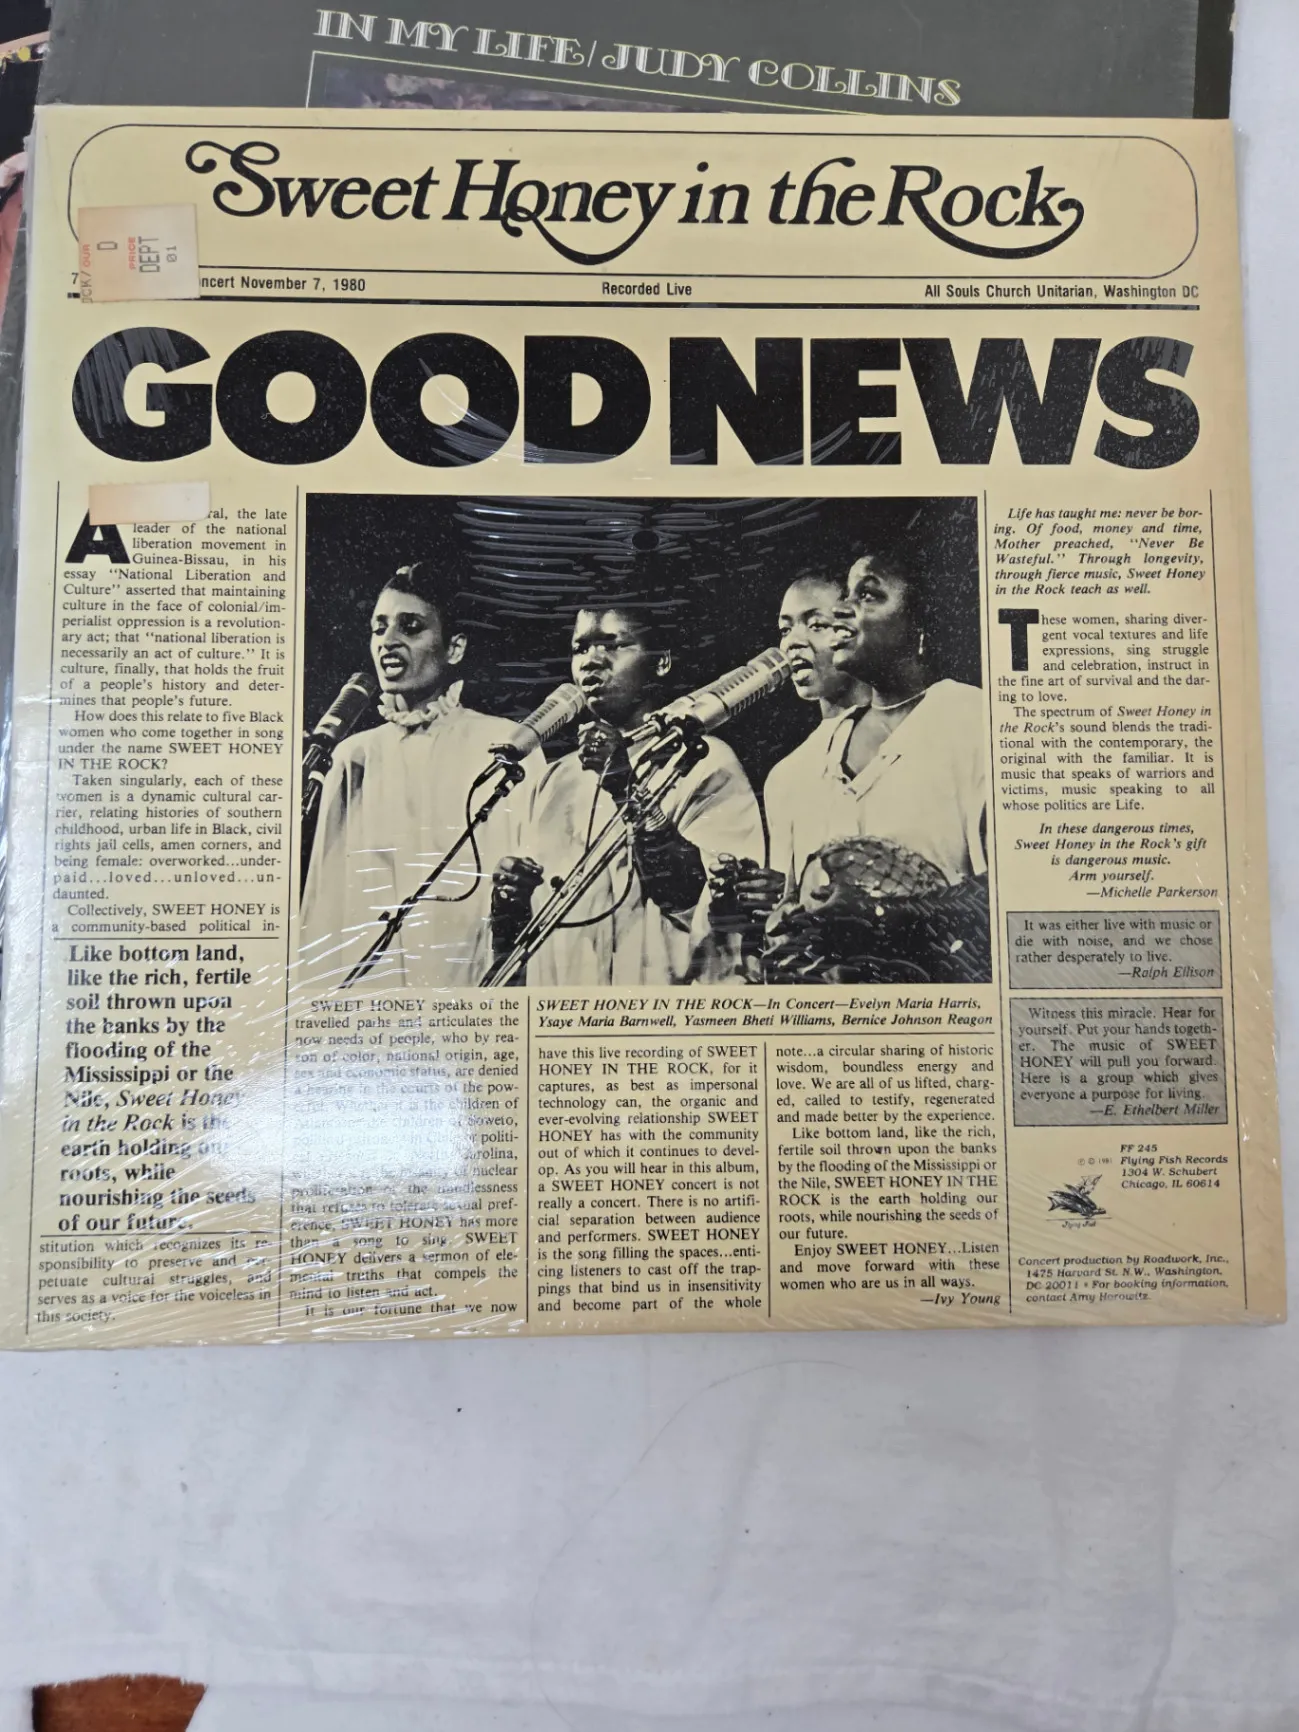 IN MY LIFE/JUDY COLLINS
Sweet Honey in the Rock
OUR
D
PRICE
DEPT
01
7
ncert November 7, 1980
Recorded Live
All Souls Church Unitarian, Washington DC
GOOD NEWS
A
ral, the late
leader of the national
liberation movement in
Guinea-Bissau, in his
essay "National Liberation and
Culture" asserted that maintaining
culture in the face of colonial/im-
perialist oppression is a revolution-
ary act; that "national liberation is
necessarily an act of culture." It is
culture, finally, that holds the fruit
of a people's history and deter-
mines that people's future.
How does this relate to five Black
women who come together in song
under the name SWEET HONEY
IN THE ROCK?
Taken singularly, each of these
women is a dynamic cultural car-
rier, relating histories of southern
childhood, urban life in Black, civil
rights jail cells, amen corners, and
being female: overworked...under-
paid...loved...unloved...un-
daunted.
Collectively, SWEET HONEY is
a community-based political in-
Like bottom land,
like the rich, fertile
soil thrown upon
the banks by the
flooding of the
Mississippi or the
Nile, Sweet Honey
in the Rock is the
earth holding our
roots, while
nourishing the seeds
of our future.
stitution which recognizes its re-
sponsibility to preserve and per-
petuate cultural struggles, and
serves as a voice for the voiceless in
this society.
SWEET HONEY speaks of the
travelled paths and articulates the
now needs of people, who by rea-
son of color, national origin, age,
sex and economic status, are denied
a hearing in the courts of the pow-
children of
Soweto,
politi-
Carolina,
nuclear
proliferation or the mindlessness
that refuses to tolerate sexual pref-
erence, SWEET HONEY has more
than a song to sing. SWEET
HONEY delivers a sermon of ele-
mental truths that compels the
mind to listen and act.
It is our fortune that we now
SWEET HONEY IN THE ROCK—In Concert—Evelyn Maria Harris,
Ysaye Maria Barnwell, Yasmeen Bheti Williams, Bernice Johnson Reagon
have this live recording of SWEET
HONEY IN THE ROCK, for it
captures, as best as impersonal
technology can, the organic and
ever-evolving relationship SWEET
HONEY has with the community
out of which it continues to devel-
op. As you will hear in this album,
a SWEET HONEY concert is not
really a concert. There is no artifi-
cial separation between audience
and performers. SWEET HONEY
is the song filling the spaces...enti-
cing listeners to cast off the trap-
pings that bind us in insensitivity
and become part of the whole
note...a circular sharing of historic
wisdom, boundless energy and
love. We are all of us lifted, charg-
ed, called to testify, regenerated
and made better by the experience.
Like bottom land, like the rich,
fertile soil thrown upon the banks
by the flooding of the Mississippi or
the Nile, SWEET HONEY IN THE
ROCK is the earth holding our
roots, while nourishing the seeds of
our future.
Enjoy SWEET HONEY...Listen
and move forward with these
women who are us in all ways.
—Ivy Young
Life has taught me: never be bor-
ing. Of food, money and time,
Mother preached, "Never Be
Wasteful." Through longevity,
through fierce music, Sweet Honey
in the Rock teach as well.
These women, sharing diver-
gent vocal textures and life
expressions, sing struggle
and celebration, instruct in
the fine art of survival and the dar-
ing to love.
The spectrum of Sweet Honey in
the Rock's sound blends the tradi-
tional with the contemporary, the
original with the familiar. It is
music that speaks of warriors and
victims, music speaking to all
whose politics are Life.
In these dangerous times,
Sweet Honey in the Rock's gift
is dangerous music.
Arm yourself.
—Michelle Parkerson
It was either live with music or
die with noise, and we chose
rather desperately to live.
—Ralph Ellison
Witness this miracle. Hear for
yourself. Put your hands togeth-
er. The music of SWEET
HONEY will pull you forward.
Here is a group which gives
everyone a purpose for living.
—E. Ethelbert Miller
FF 245
℗ © 1981 Flying Fish Records
1304 W. Schubert
Chicago, IL 60614
Flying Fish
Concert production by Roadwork, Inc.,
1475 Harvard St. N.W., Washington,
DC 20011 • For booking information,
contact Amy Horowitz.